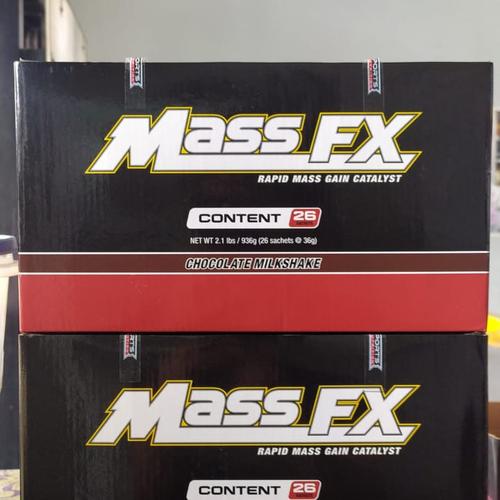 Mass FX
RAPID MASS GAIN CATALYST
CONTENT 26
NET WT 2.1 lbs / 936g (26 sachets @ 36g)
CHOCOLATE MILKSHAKE
Mass FX
RAPID MASS GAIN CATALYST
CONTENT 26